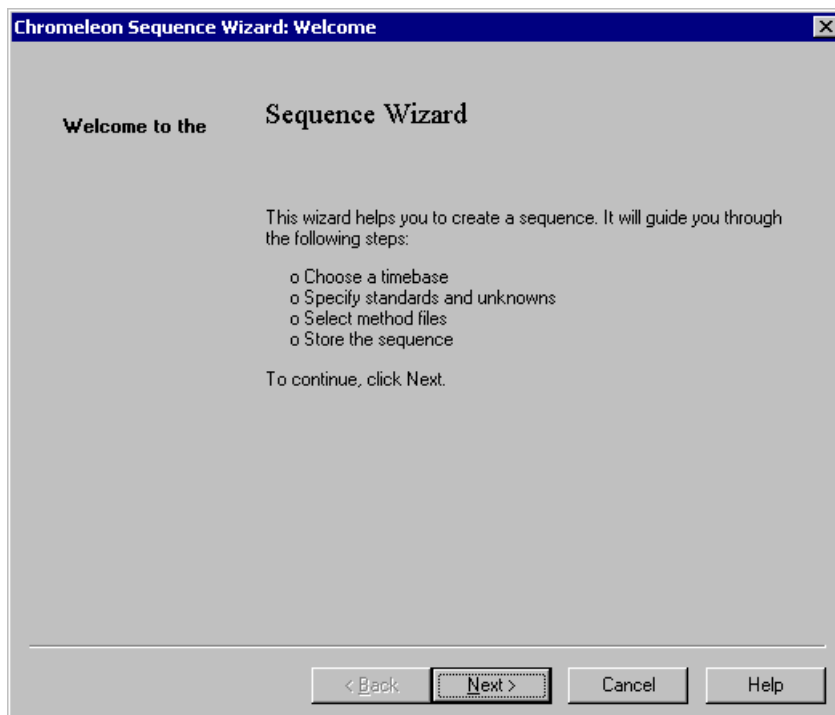 Chromeleon Sequence Wizard: Welcome
Welcome to the
Sequence Wizard
This wizard helps you to create a sequence. It will guide you through
the following steps:
o Choose a timebase
o Specify standards and unknowns
o Select method files
o Store the sequence
To continue, click Next.
< Back
Next >
Cancel
Help